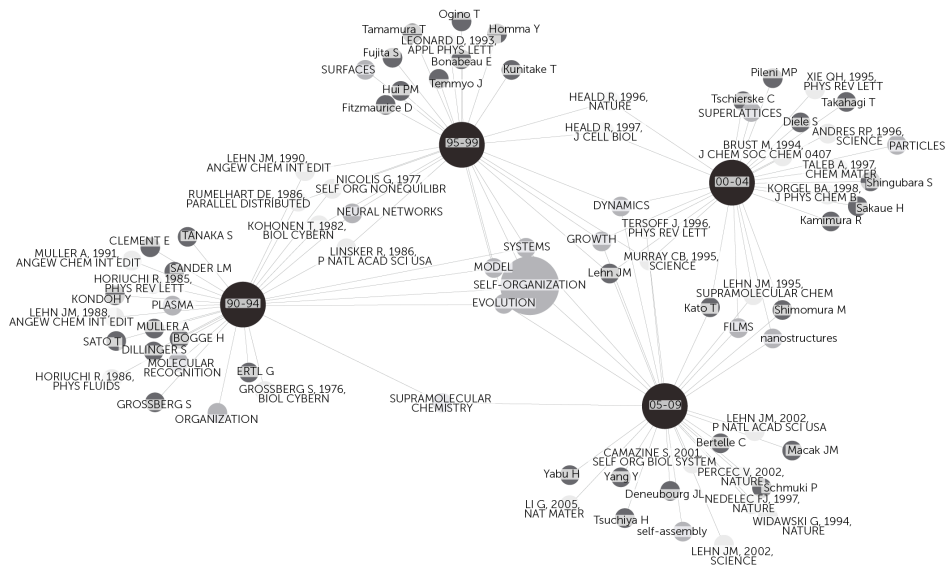 Ogino T
Tamamura T
Homma Y
LEONARD D, 1993,
APPL PHYS LETT
Fujita S
Bonabeau E
SURFACES
Kunitake T
Temmyo J
Hui PM
Fitzmaurice D
95-99
HEALD R, 1996,
NATURE
HEALD R, 1997,
J CELL BIOL
Pileni MP
XIE QH, 1995,
PHYS REV LETT
Tschierske C
Takahagi T
SUPERLATTICES
Diele S
ANDRES RP, 1996,
SCIENCE
PARTICLES
BRUST M, 1994,
J CHEM SOC CHEM 0407
TALEB A, 1997,
CHEM MATER
Shingubara S
00-04
KORGEL BA, 1998,
J PHYS CHEM B
Sakaue H
Kamimura R
LEHN JM, 1990,
ANGEW CHEM INT EDIT
NICOLIS G, 1977,
SELF ORG NONEQUILIBR
RUMELHART DE, 1986,
PARALLEL DISTRIBUTED
NEURAL NETWORKS
KOHONEN T, 1982,
BIOL CYBERN
LINSKER R, 1986,
P NATL ACAD SCI USA
DYNAMICS
TERSOFF J, 1996,
PHYS REV LETT
GROWTH
MURRAY CB, 1995,
SCIENCE
Lehn JM
SYSTEMS
MODEL
SELF-ORGANIZATION
EVOLUTION
TANAKA S
CLEMENT E
MULLER A, 1991,
ANGEW CHEM INT EDIT
SANDER LM
HORIUCHI R, 1985,
PHYS REV LETT
KONDOH Y
PLASMA
90-94
LEHN JM, 1988,
ANGEW CHEM INT EDIT
MULLER A
SATO T
BOGGE H
DILLINGER S
MOLECULAR
RECOGNITION
HORIUCHI R, 1986,
PHYS FLUIDS
ERTL G
GROSSBERG S, 1976,
BIOL CYBERN
GROSSBERG S
ORGANIZATION
SUPRAMOLECULAR
CHEMISTRY
LEHN JM, 1995,
SUPRAMOLECULAR CHEM
Kato T
Shimomura M
FILMS
nanostructures
05-09
LEHN JM, 2002,
P NATL ACAD SCI USA
Bertelle C
Macak JM
CAMAZINE S, 2001,
SELF ORG BIOL SYSTEM
PERCEC V, 2002,
NATURE
Yabu H
Yang Y
Schmuki P
Deneubourg JL
NEDELEC FJ, 1997,
NATURE
LI G, 2005,
NAT MATER
Tsuchiya H
WIDAWSKI G, 1994,
NATURE
self-assembly
LEHN JM, 2002,
SCIENCE